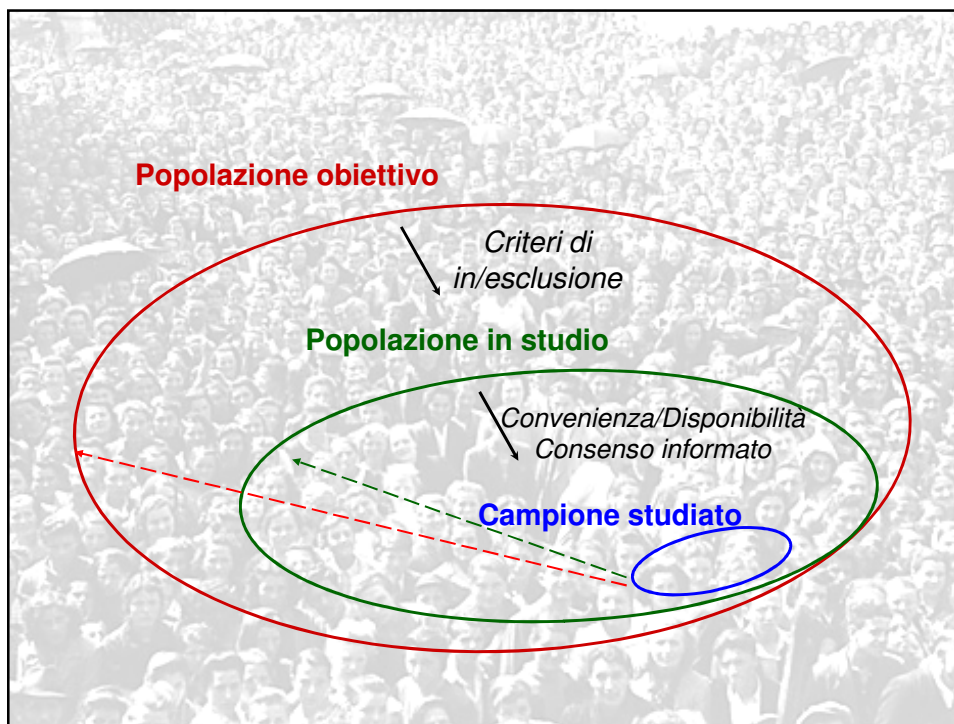 Popolazione obiettivo
Criteri di
in/esclusione
Popolazione in studio
Convenienza/Disponibilità
Consenso informato
Campione studiato